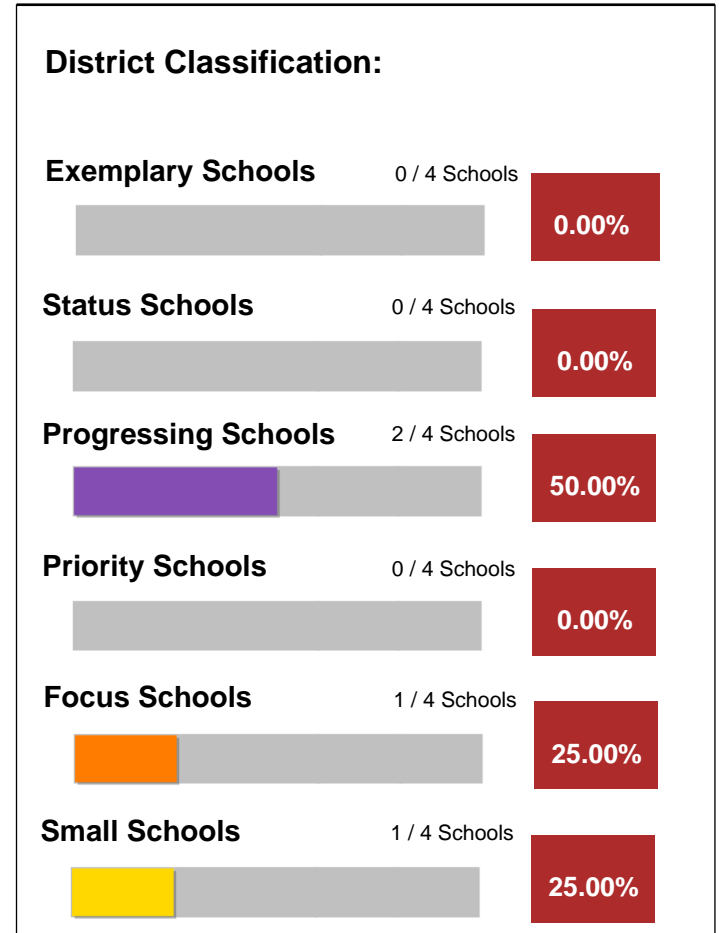 District Classification:
Exemplary Schools 0 / 4 Schools
0.00%
Status Schools 0 / 4 Schools
0.00%
Progressing Schools 2 / 4 Schools
50.00%
Priority Schools 0 / 4 Schools
0.00%
Focus Schools 1 / 4 Schools
25.00%
Small Schools 1 / 4 Schools
25.00%